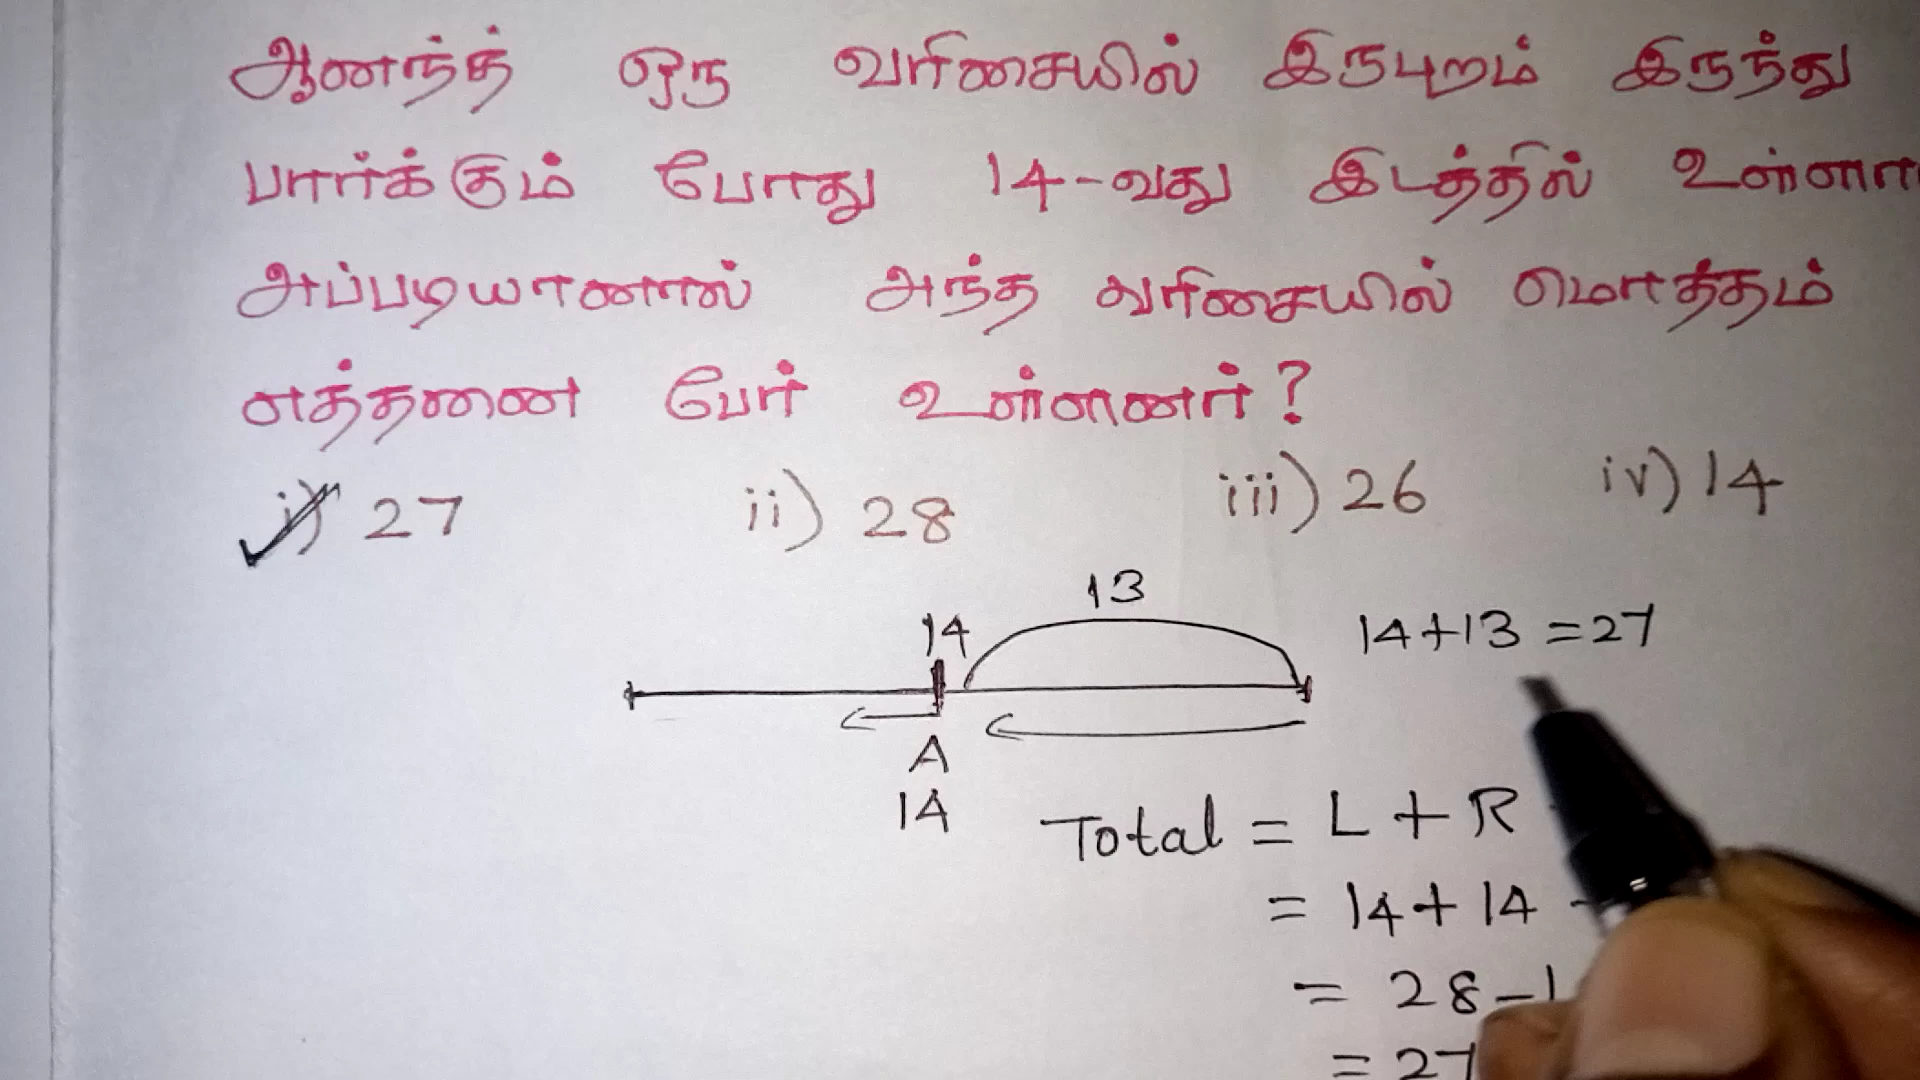 ஆனந்த் ஒரு வரிசையில் இருபுறம் இருந்து
பார்க்கும் போது 14-வது இடத்தில்
அப்படியானால் அந்த வரிசையில் மொத்தம்
எத்தனை பேர் உள்ளனர்?
i) 27 ii) 28 iii) 26 iv) 14
13
14
14+13=27
A
14
Total = L + R
= 14 + 14
= 28 - 1
= 27